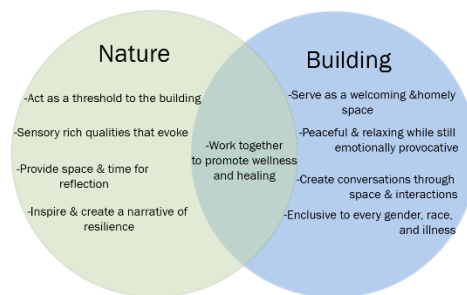 Nature
-Act as a threshold to the building
-Sensory rich qualities that evoke
-Provide space & time for
reflection
-Inspire & create a narrative of
resilience
-Work together
to promote wellness
and healing
Building
-Serve as a welcoming &homely
space
-Peaceful & relaxing while still
emotionally provocative
-Create conversations through
space & interactions
-Enclusive to every gender, race,
and illness